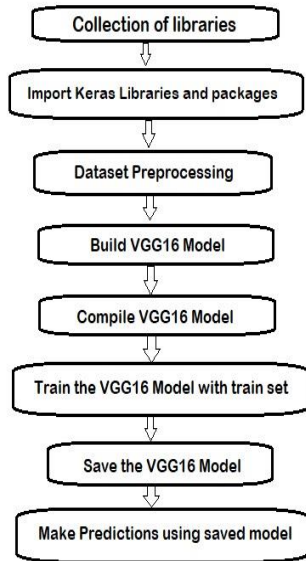 Collection of libraries
Import Keras Libraries and packages
Dataset Preprocessing
Build VGG16 Model
Compile VGG16 Model
Train the VGG16 Model with train set
Save the VGG16 Model
Make Predictions using saved model